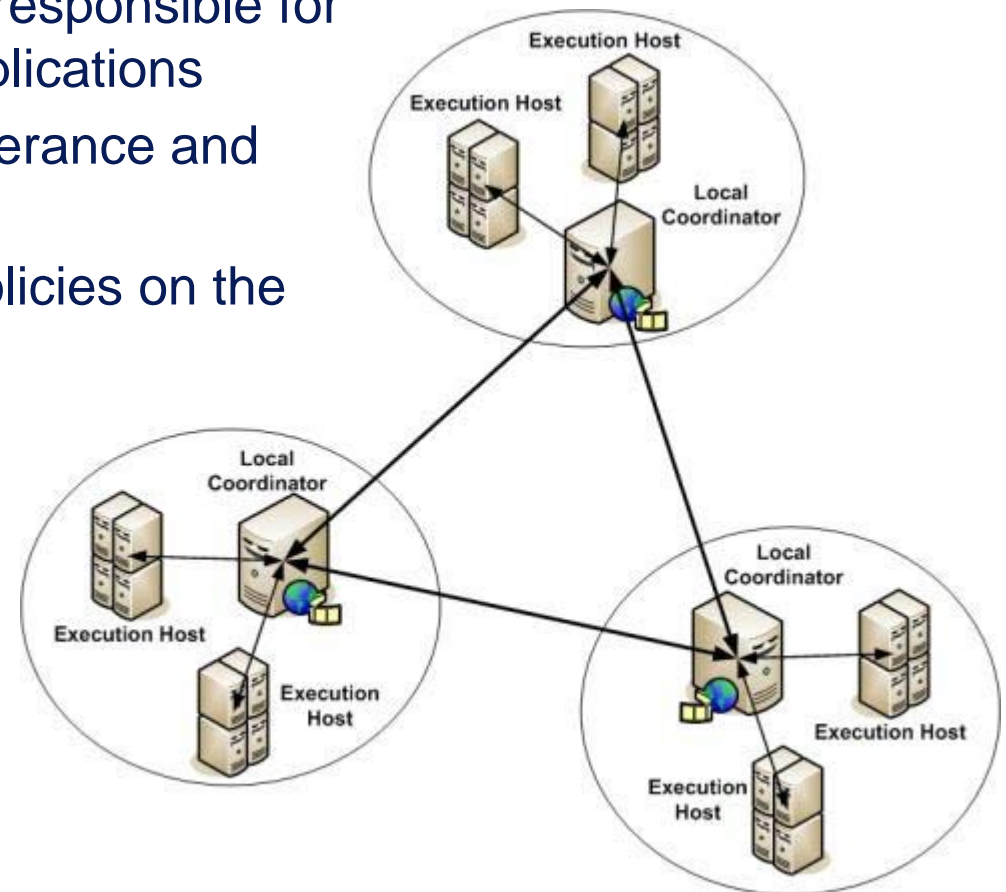 responsible for
plications
erance and
olicies on the
Execution Host
Execution Host
Local
Coordinator
Local
Coordinator
Execution Host
Execution
Host
Local
Coordinator
Execution Host
Execution
Host